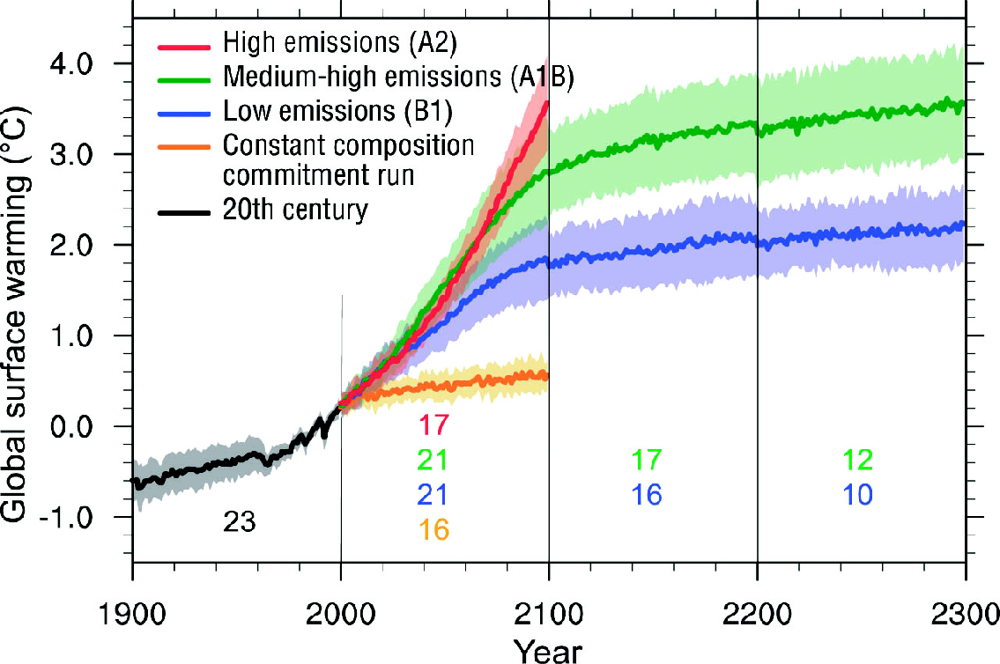 Global surface warming (°C)
4.0
3.0
2.0
1.0
0.0
-1.0
High emissions (A2)
Medium-high emissions (A1B)
Low emissions (B1)
Constant composition
commitment run
20th century
17
21 17 12
21 16 10
23
16
1900 2000 2100 2200 2300
Year